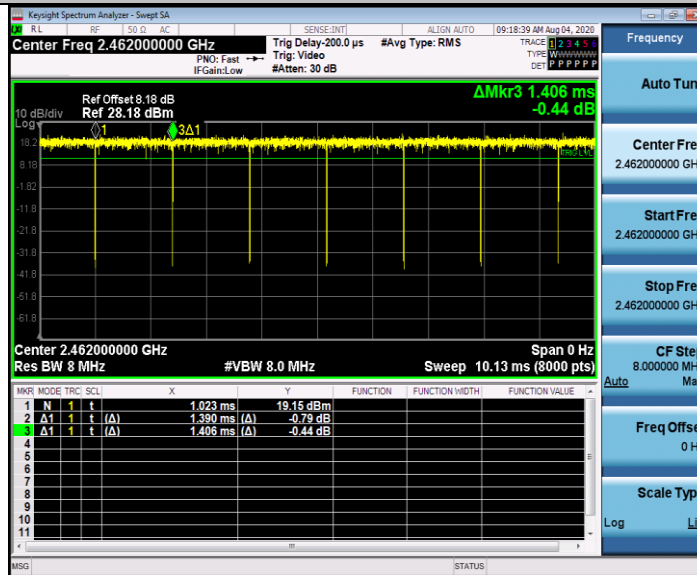 Keysight Spectrum Analyzer - Swept SA
LXI RL RF 50 Ω AC SENSE:INT ALIGN AUTO 09:18:39 AM Aug 04, 2020
Center Freq 2.462000000 GHz
PNO: Fast
IFGain:Low
Trig Delay-200.0 µs
Trig: Video
#Atten: 30 dB
#Avg Type: RMS
TRACE 1 2 3 4 5 6
TYPE W
DET P P P P P P
Ref Offset 8.18 dB
10 dB/div Ref 28.18 dBm
Log
ΔMkr3 1.406 ms
-0.44 dB
1
3Δ1
18.2
TRIG LVL
8.18
-1.82
-11.8
-21.8
-31.8
-41.8
-51.8
-61.8
Center 2.462000000 GHz Span 0 Hz
Res BW 8 MHz #VBW 8.0 MHz Sweep 10.13 ms (8000 pts)
MKR MODE TRC SCL X Y FUNCTION FUNCTION WIDTH FUNCTION VALUE
1 N 1 t 1.023 ms 19.15 dBm
2 Δ1 1 t (Δ) 1.390 ms (Δ) -0.79 dB
3 Δ1 1 t (Δ) 1.406 ms (Δ) -0.44 dB
4
5
6
7
8
9
10
11
MSG STATUS
Frequency
Auto Tun
Center Fre
2.462000000 GH
Start Fre
2.462000000 GH
Stop Fre
2.462000000 GH
CF Ste
8.000000 MH
Auto Ma
Freq Offse
0 H
Scale Typ
Log Li